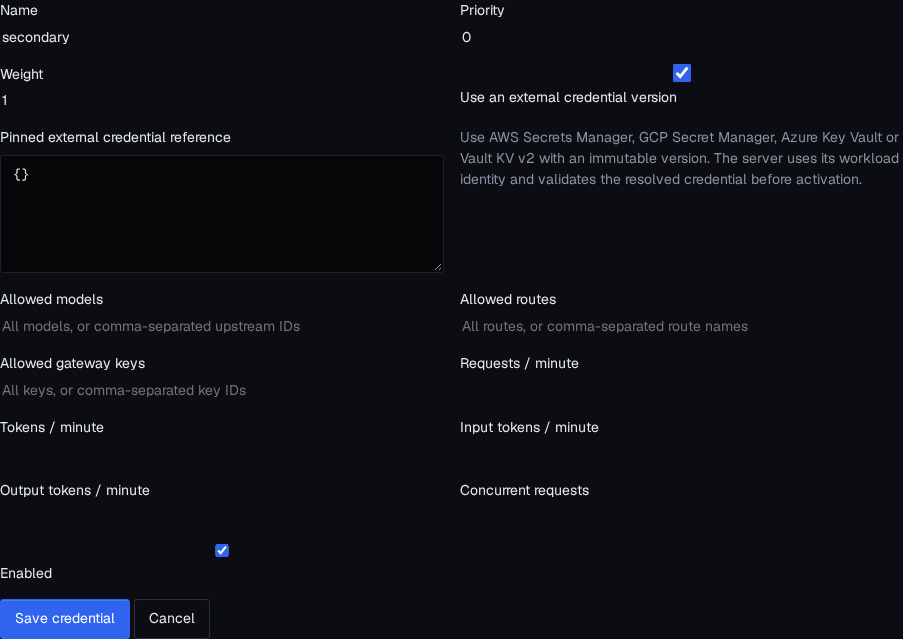 Name
Priority
secondary
0
Weight
1
Use an external credential version
Pinned external credential reference
{}
Use AWS Secrets Manager, GCP Secret Manager, Azure Key Vault or
Vault KV v2 with an immutable version. The server uses its workload
identity and validates the resolved credential before activation.
Allowed models
Allowed routes
All models, or comma-separated upstream IDs
All routes, or comma-separated route names
Allowed gateway keys
Requests / minute
All keys, or comma-separated key IDs
Tokens / minute
Input tokens / minute
Output tokens / minute
Concurrent requests
Enabled
Save credential
Cancel